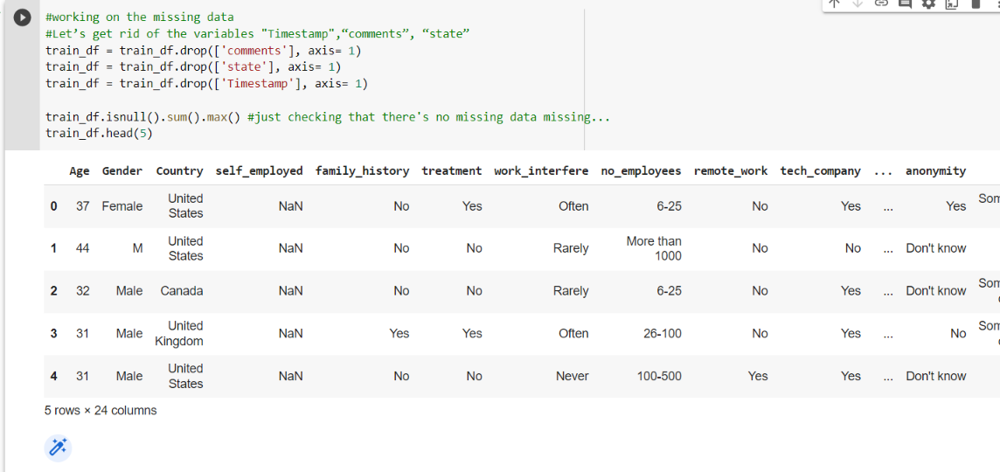 #working on the missing data
#Let’s get rid of the variables "Timestamp",“comments”, “state”
train_df = train_df.drop(['comments'], axis= 1)
train_df = train_df.drop(['state'], axis= 1)
train_df = train_df.drop(['Timestamp'], axis= 1)
train_df.isnull().sum().max() #just checking that there's no missing data missing...
train_df.head(5)
Age Gender Country self_employed family_history treatment work_interfere no_employees remote_work tech_company ... anonymity
0 37 Female United States NaN No Yes Often 6-25 No Yes ... Yes
1 44 M United States NaN No No Rarely More than 1000 No No ... Don't know
2 32 Male Canada NaN No No Rarely 6-25 No Yes ... Don't know
3 31 Male United Kingdom NaN Yes Yes Often 26-100 No Yes ... No
4 31 Male United States NaN No No Never 100-500 Yes Yes ... Don't know
5 rows × 24 columns